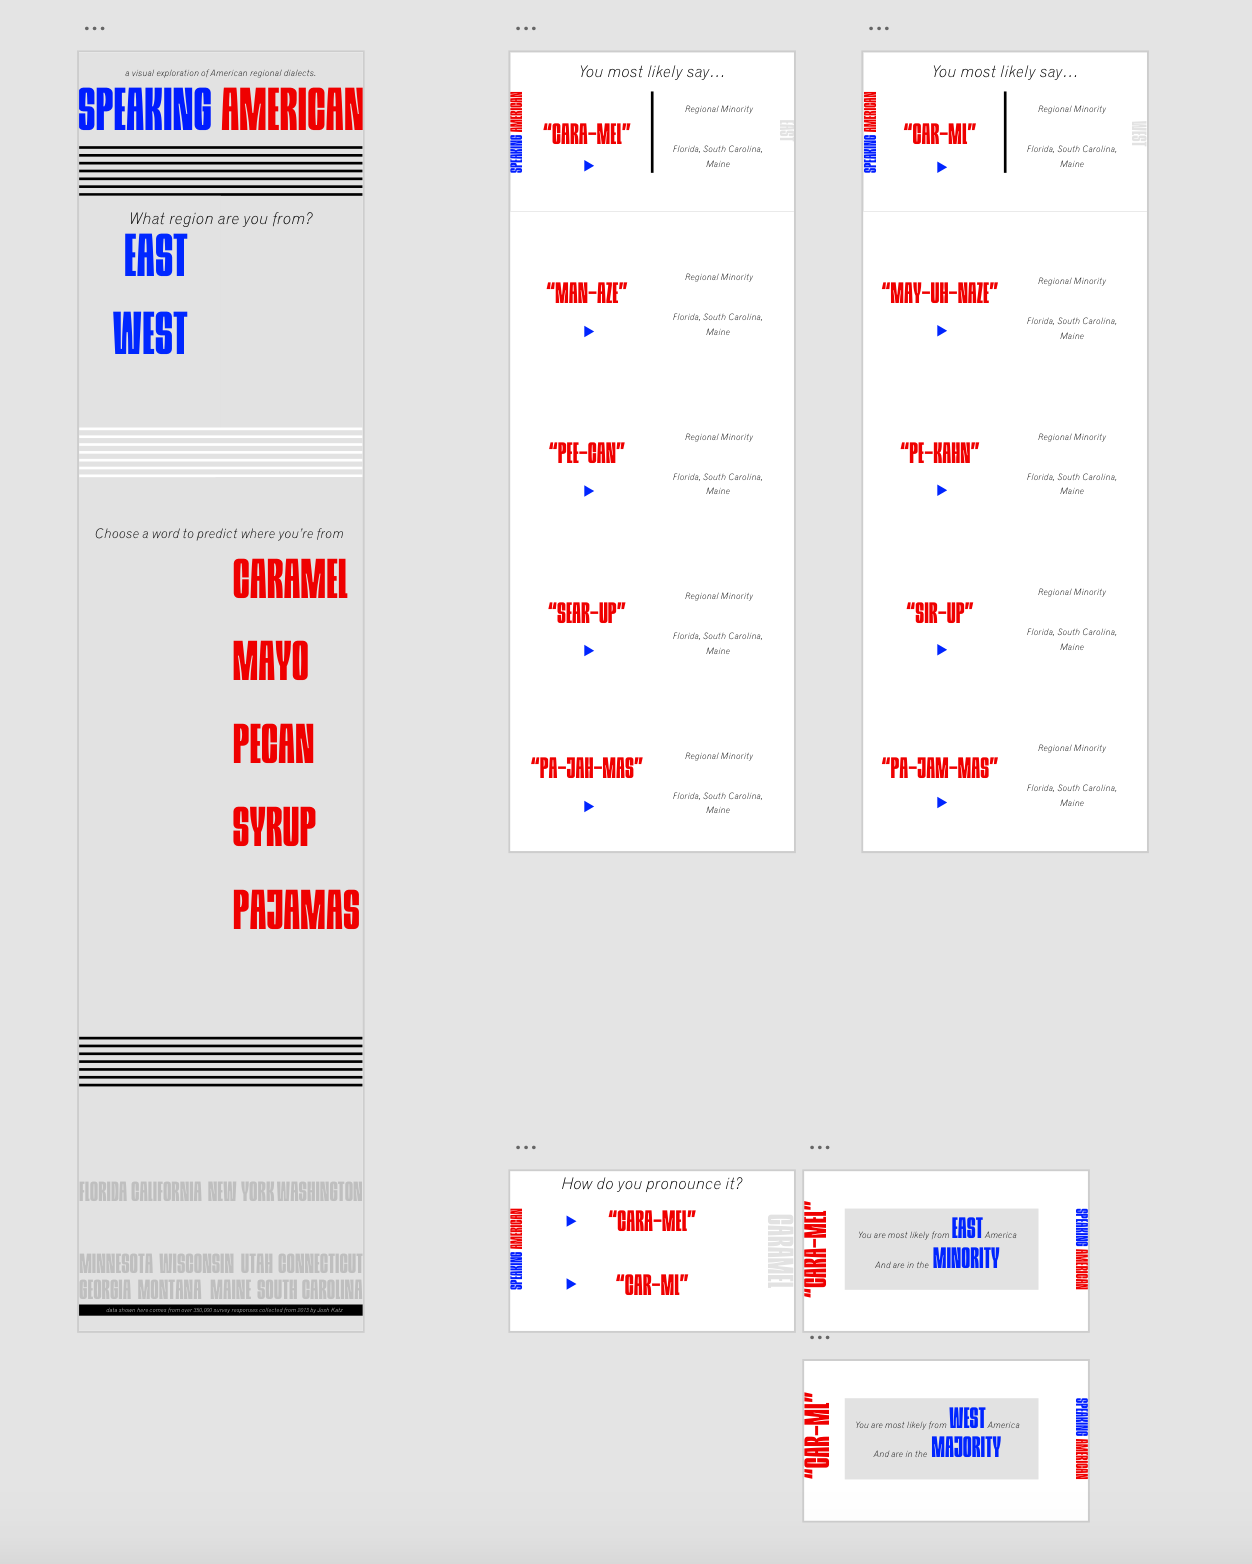 a visual exploration of American regional dialects.
SPEAKING AMERICAN
What region are you from?
EAST
WEST
Choose a word to predict where you're from
CARAMEL
MAYO
PECAN
SYRUP
PAJAMAS
FLORIDA CALIFORNIA NEW YORK WASHINGTON
MINNESOTA WISCONSIN UTAH CONNECTICUT
GEORGIA MONTANA MAINE SOUTH CAROLINA
data shown here comes from over 350,000 survey responses collected from 2013 by Josh Katz
You most likely say...
SPEAKING AMERICAN
“CARA-MEL”
Regional Minority
Florida, South Carolina,
Maine
EAST
“MAN-AZE”
Regional Minority
Florida, South Carolina,
Maine
“PEE-CAN”
Regional Minority
Florida, South Carolina,
Maine
“SEAR-UP”
Regional Minority
Florida, South Carolina,
Maine
“PA-JAH-MAS”
Regional Minority
Florida, South Carolina,
Maine
You most likely say...
SPEAKING AMERICAN
“CAR-ML”
Regional Minority
Florida, South Carolina,
Maine
WEST
“MAY-UH-NAZE”
Regional Minority
Florida, South Carolina,
Maine
“PE-KAHN”
Regional Minority
Florida, South Carolina,
Maine
“SIR-UP”
Regional Minority
Florida, South Carolina,
Maine
“PA-JAM-MAS”
Regional Minority
Florida, South Carolina,
Maine
How do you pronounce it?
SPEAKING AMERICAN
“CARA-MEL”
“CAR-ML”
CARAMEL
“CARA-MEL”
You are most likely from EAST America
And are in the MINORITY
SPEAKING AMERICAN
“CAR-ML”
You are most likely from WEST America
And are in the MAJORITY
SPEAKING AMERICAN